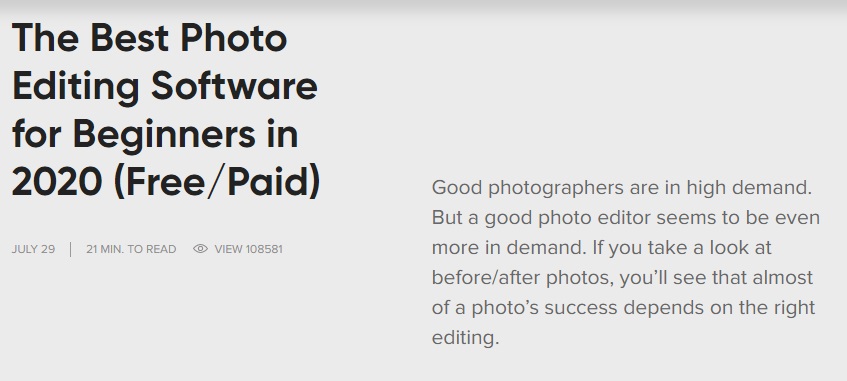 The Best Photo
Editing Software
for Beginners in
2020 (Free/Paid)
JULY 29 | 21 MIN. TO READ VIEW 108581
Good photographers are in high demand.
But a good photo editor seems to be even
more in demand. If you take a look at
before/after photos, you'll see that almost
of a photo's success depends on the right
editing.